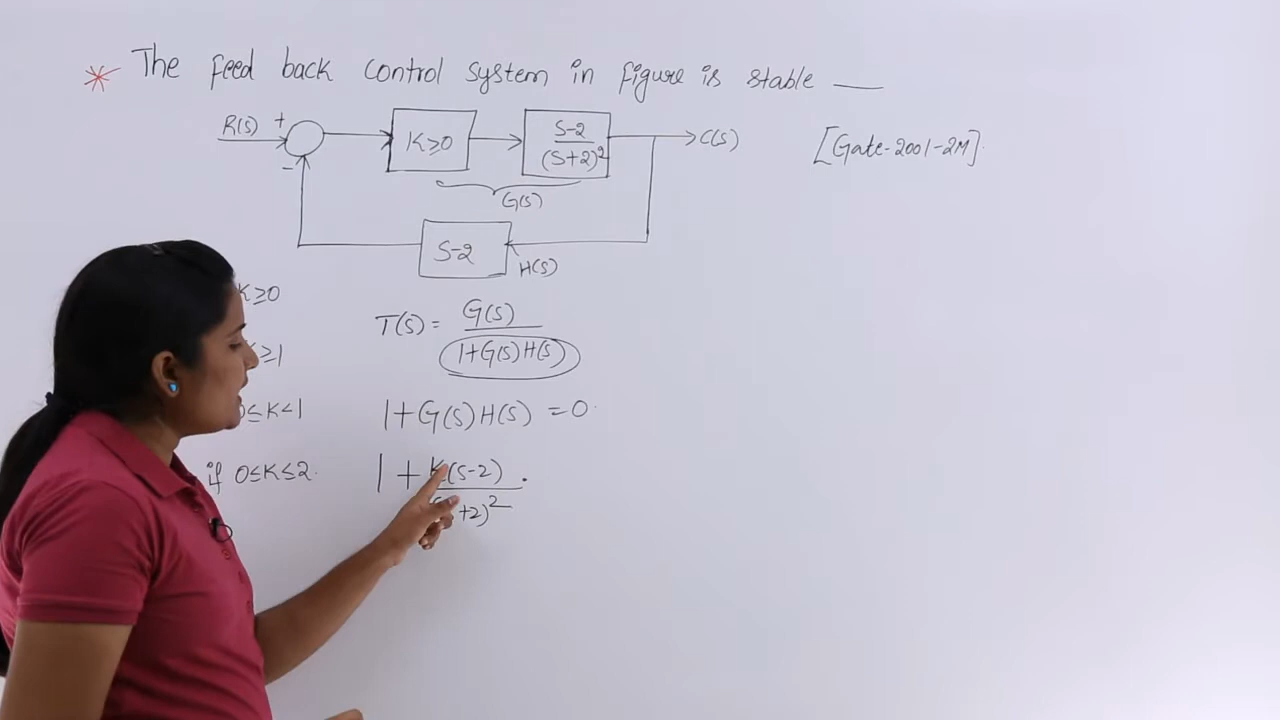 * The feed back control system in figure is stable ___
R(S) + K≥0 S-2 C(S)
(S+2)² [Gate-2001-2M].
-
G(S)
S-2
H(S)
K≥0
T(S) = G(S)
1+G(S)H(S)
≥1
0≤K<1
1+G(S)H(S) =0.
if 0≤K≤2.
1 + K(S-2) .
+2)²